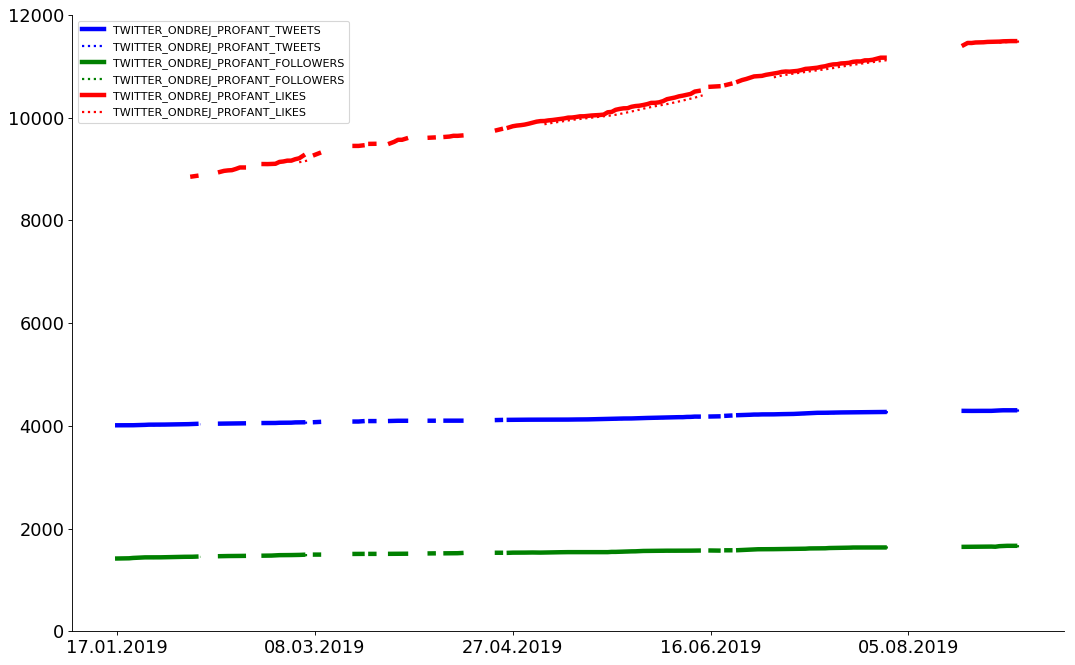 12000
10000
8000
6000
4000
2000
0
TWITTER_ONDREJ_PROFANT_TWEETS
TWITTER_ONDREJ_PROFANT_TWEETS
TWITTER_ONDREJ_PROFANT_FOLLOWERS
TWITTER_ONDREJ_PROFANT_FOLLOWERS
TWITTER_ONDREJ_PROFANT_LIKES
TWITTER_ONDREJ_PROFANT_LIKES
17.01.2019 08.03.2019 27.04.2019 16.06.2019 05.08.2019